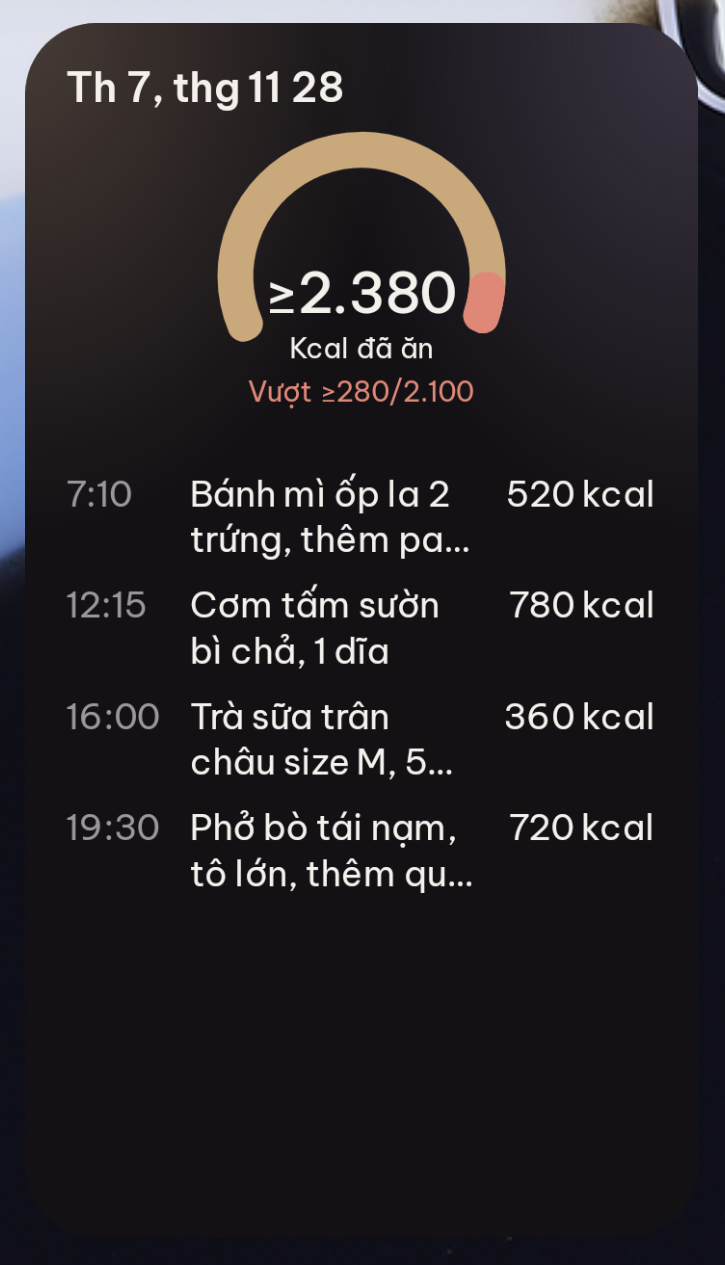 Th 7, thg 11 28
≥2.380
Kcal đã ăn
Vượt ≥280/2.100
7:10 Bánh mì ốp la 2 520 kcal
trứng, thêm pa...
12:15 Cơm tấm sườn 780 kcal
bì chả, 1 dĩa
16:00 Trà sữa trân 360 kcal
châu size M, 5...
19:30 Phở bò tái nạm, 720 kcal
tô lớn, thêm qu...